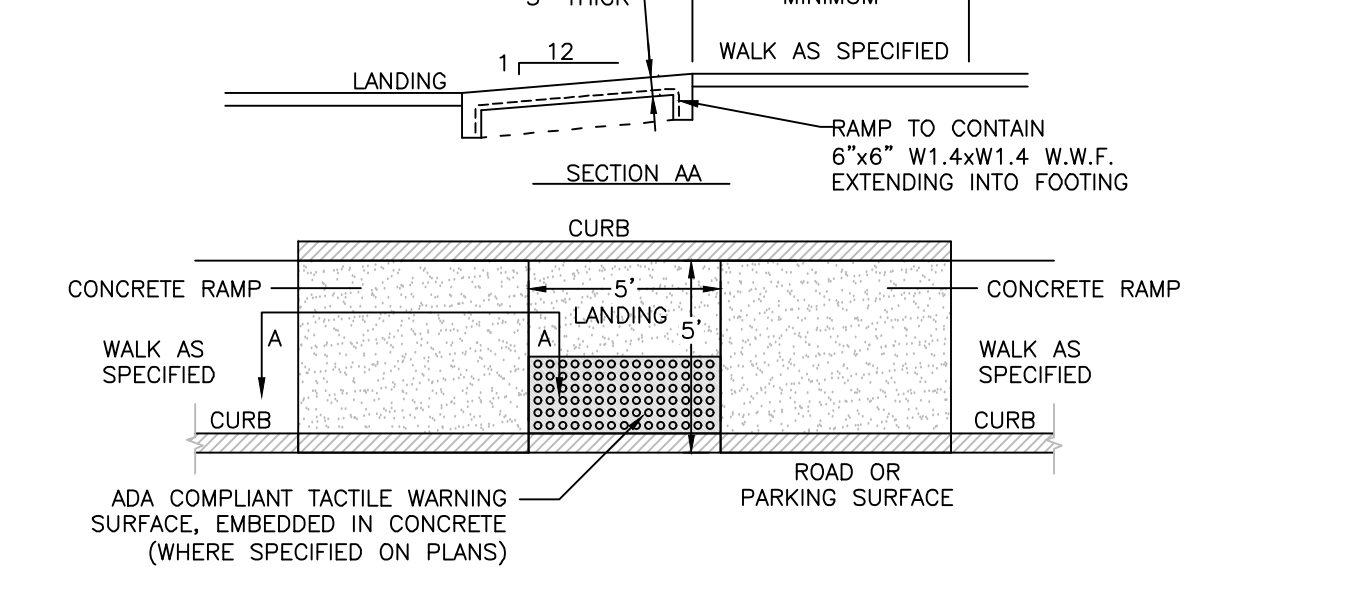 12
1
WALK AS SPECIFIED
LANDING
RAMP TO CONTAIN
6"x6" W1.4xW1.4 W.W.F.
EXTENDING INTO FOOTING
SECTION AA
CURB
CONCRETE RAMP
5'
CONCRETE RAMP
LANDING
5'
A
A
WALK AS
SPECIFIED
WALK AS
SPECIFIED
CURB
CURB
ROAD OR
PARKING SURFACE
ADA COMPLIANT TACTILE WARNING
SURFACE, EMBEDDED IN CONCRETE
(WHERE SPECIFIED ON PLANS)